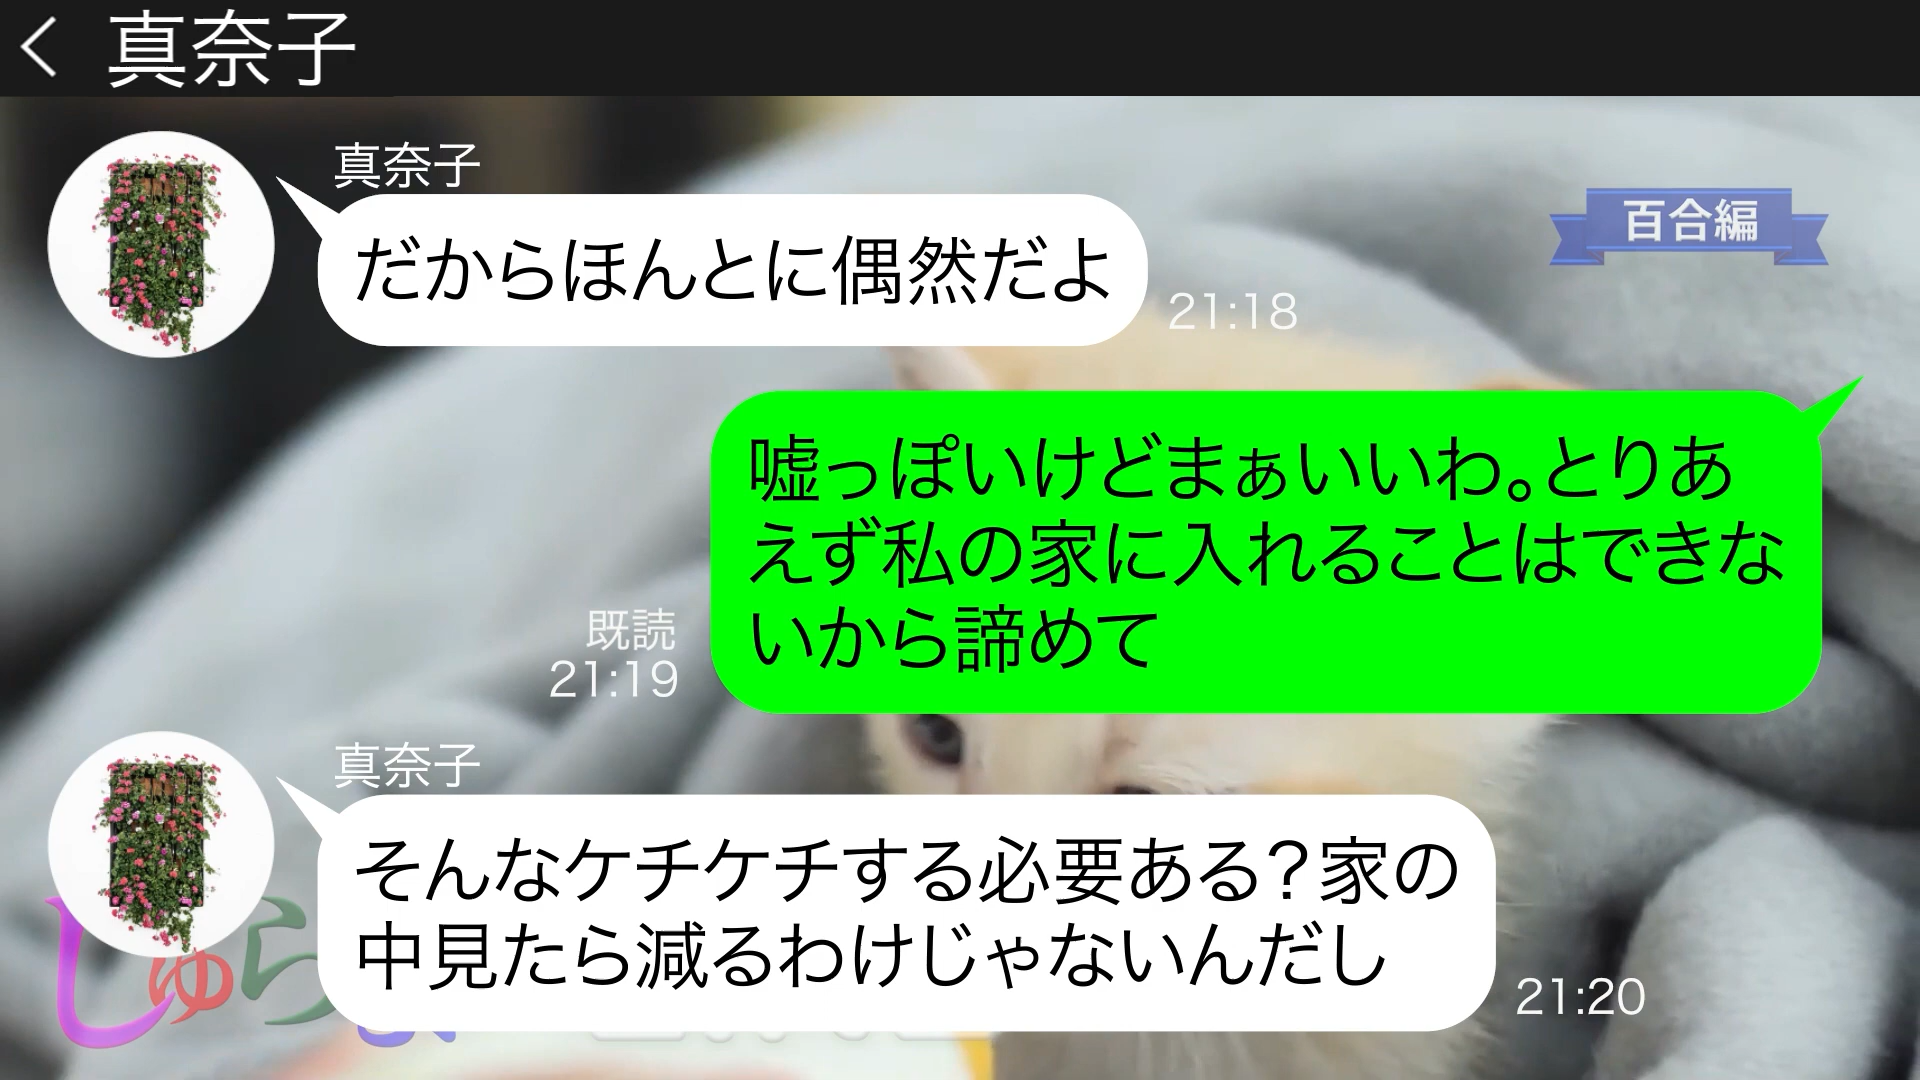 真奈子
真奈子
だからほんとに偶然だよ
21:18
百合編
嘘っぽいけどまぁいいわ。とりあ
えず私の家に入れることはできな
いから諦めて
既読
21:19
真奈子
そんなケチケチする必要ある？家の
中見たら減るわけじゃないんだし
21:20
しゅら